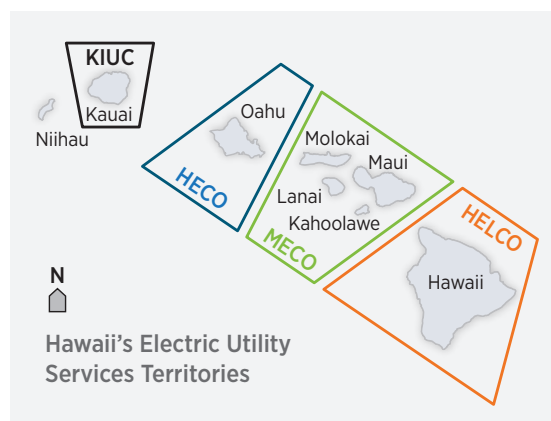 KIUC
Kauai
Niihau
Oahu
HECO
Molokai
Maui
Lanai
Kahoolawe
MECO
HELCO
Hawaii
N
Hawaii’s Electric Utility
Services Territories